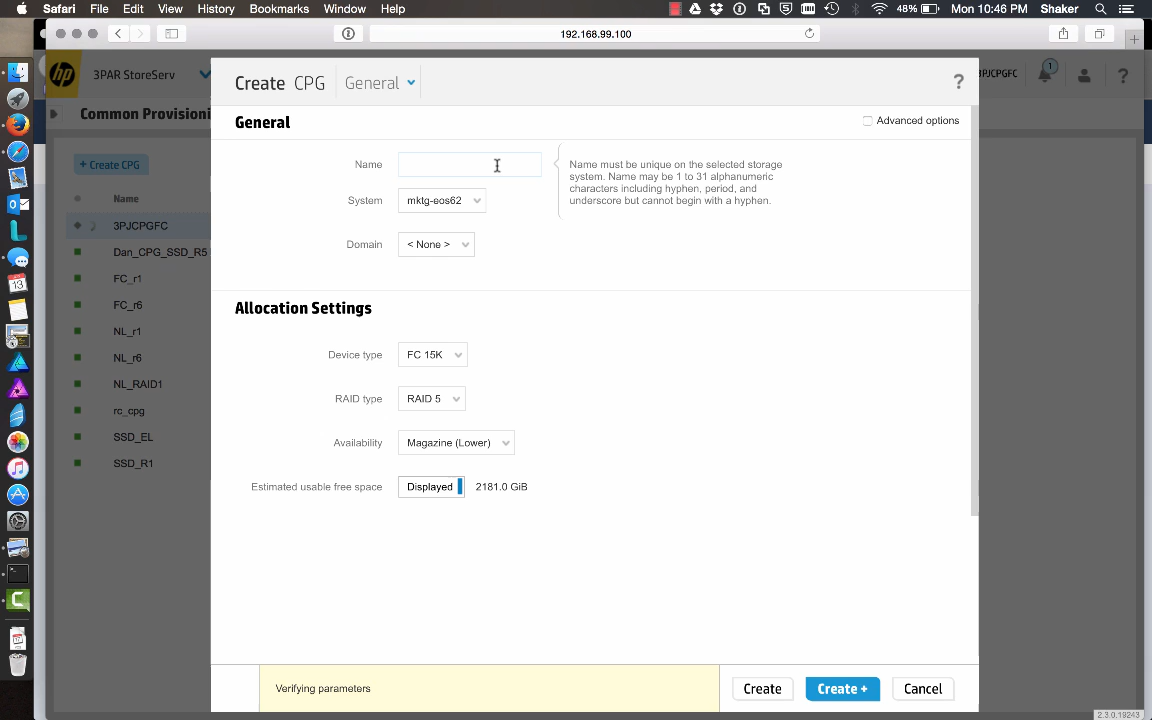 Safari File Edit View History Bookmarks Window Help 48% Mon 10:46 PM Shaker
192.168.99.100
hp 3PAR StoreServ
3PJCPGFC 1 ?
Create CPG General ?
Common Provisioni
General
Advanced options
+ Create CPG
Name
Name must be unique on the selected storage
system. Name may be 1 to 31 alphanumeric
characters including hyphen, period, and
underscore but cannot begin with a hyphen.
System mktg-eos62
Domain < None >
Name
3PJCPGFC
Dan_CPG_SSD_R5
FC_r1
FC_r6
NL_r1
NL_r6
NL_RAID1
rc_cpg
SSD_EL
SSD_R1
Allocation Settings
Device type FC 15K
RAID type RAID 5
Availability Magazine (Lower)
Estimated usable free space Displayed 2181.0 GiB
Verifying parameters
Create Create + Cancel
13
2.3.0.19243